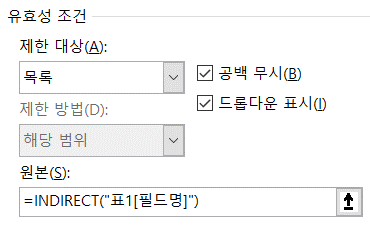 유효성 조건
제한 대상(A):
목록
공백 무시(B)
드롭다운 표시(I)
제한 방법(D):
해당 범위
원본(S):
=INDIRECT("표1[필드명]")